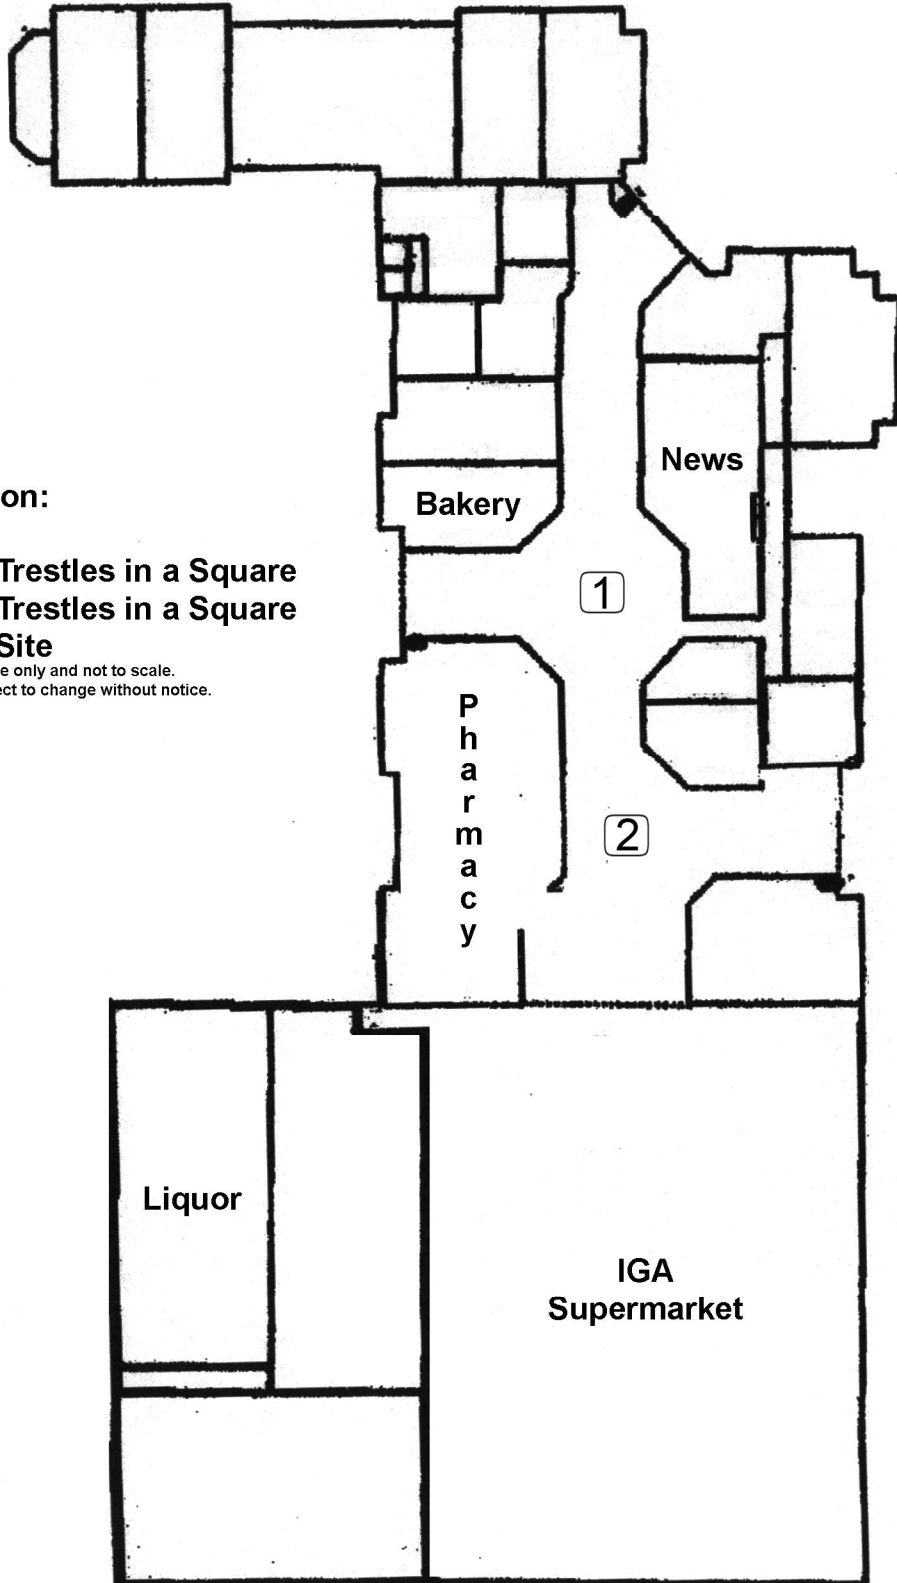 News
Bakery
on:
Trestles in a Square
1
Trestles in a Square
Site
e only and not to scale.
ct to change without notice.
Pharmacy
2
Liquor
IGA
Supermarket